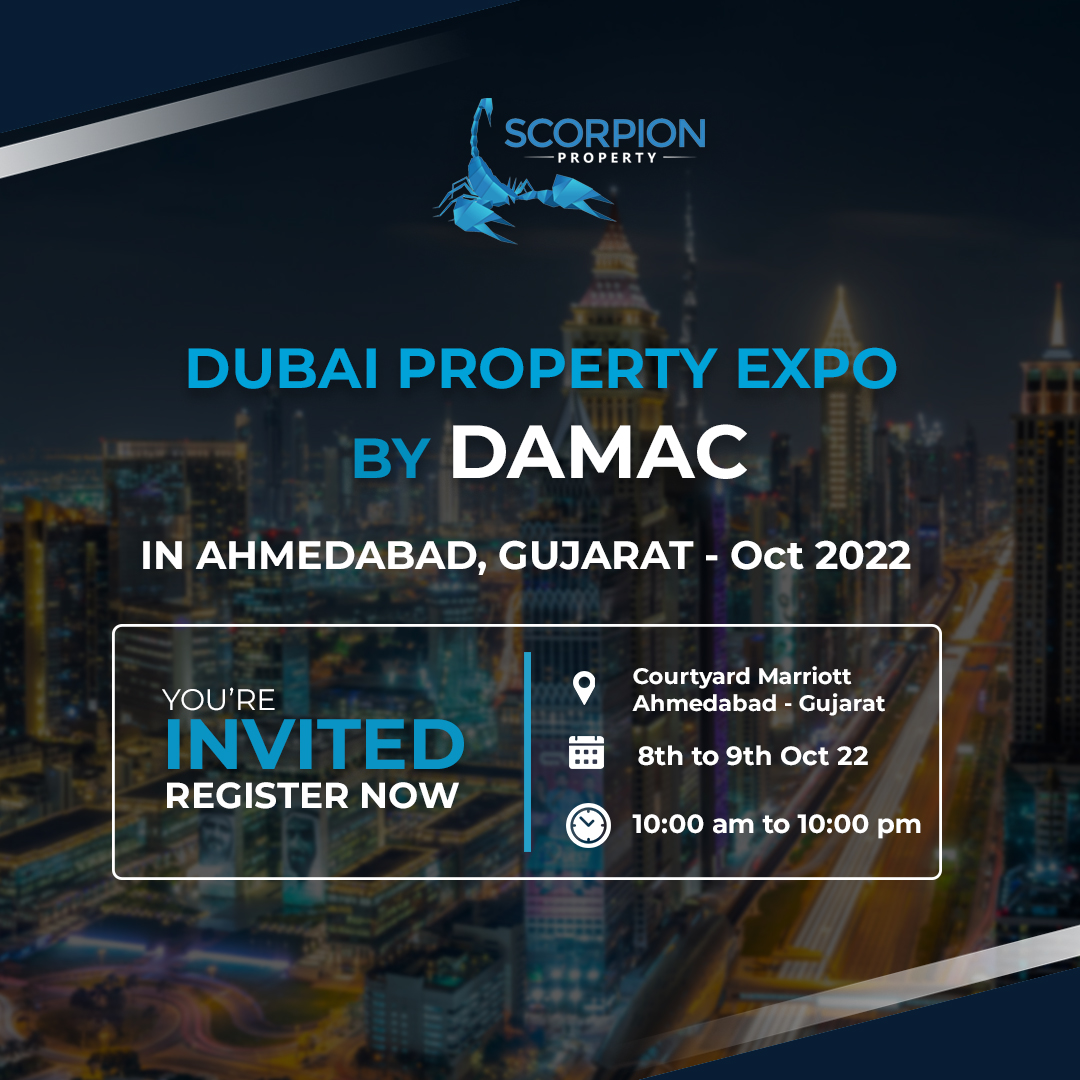 SCORPION
PROPERTY
DUBAI PROPERTY EXPO
BY DAMAC
IN AHMEDABAD, GUJARAT - Oct 2022
YOU'RE
INVITED
REGISTER NOW
Courtyard Marriott
Ahmedabad - Gujarat
8th to 9th Oct 22
10:00 am to 10:00 pm